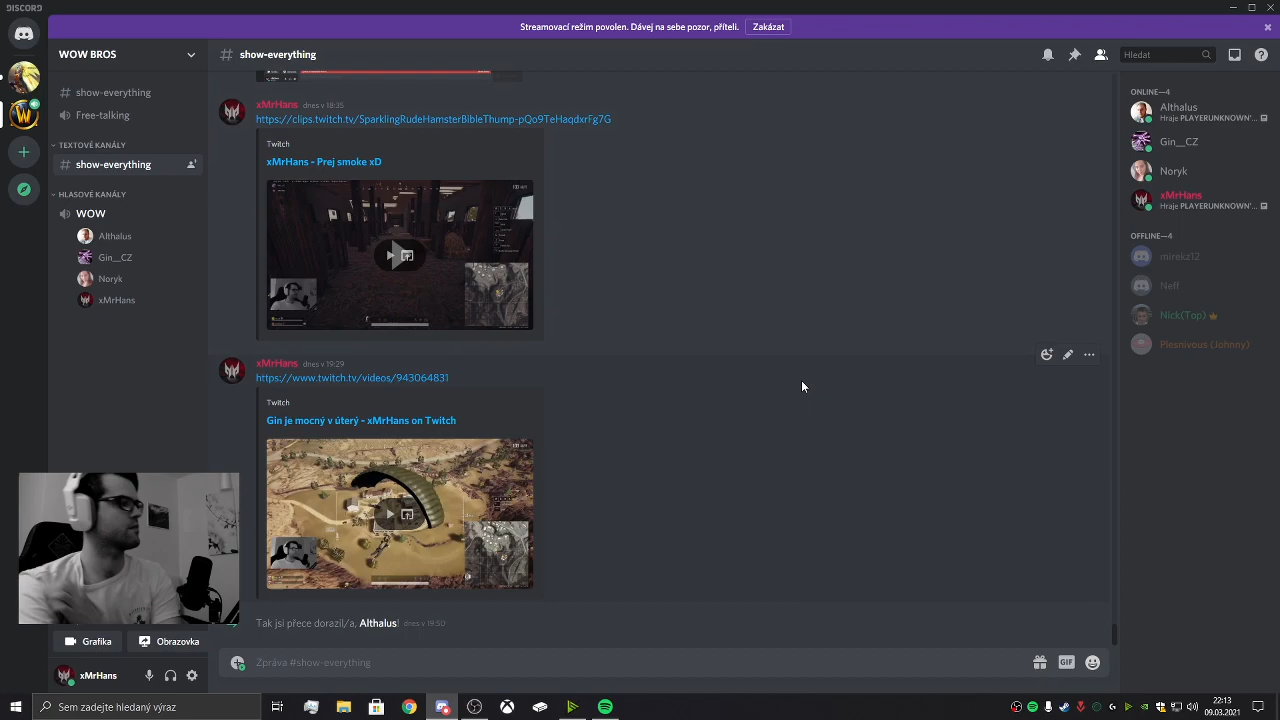 DISCORD
Streamovací režim povolen. Dávej na sebe pozor, příteli.
Zakázat
WOW BROS
# show-everything
Hledat
# show-everything
Free-talking
TEXTOVÉ KANÁLY
# show-everything
HLASOVÉ KANÁLY
WOW
Althalus
Gin__CZ
Noryk
xMrHans
xMrHans dnes v 18:35
https://clips.twitch.tv/SparklingRudeHamsterBibleThump-pQo9TeHaqdxrFg7G
Twitch
xMrHans - Prej smoke xD
xMrHans dnes v 19:29
https://www.twitch.tv/videos/943064831
Twitch
Gin je mocný v úterý - xMrHans on Twitch
Tak jsi přece dorazil/a, Althalus! dnes v 19:50
Zpráva #show-everything
GIF
ONLINE—4
Althalus
Hraje PLAYERUNKNOWN'...
Gin__CZ
Noryk
xMrHans
Hraje PLAYERUNKNOWN'...
OFFLINE—4
mirekz12
Neff
Nick(Top)
Plesnivous (Johnny)
Grafika
Obrazovka
xMrHans
Sem zadejte hledaný výraz
22:13
09.03.2021